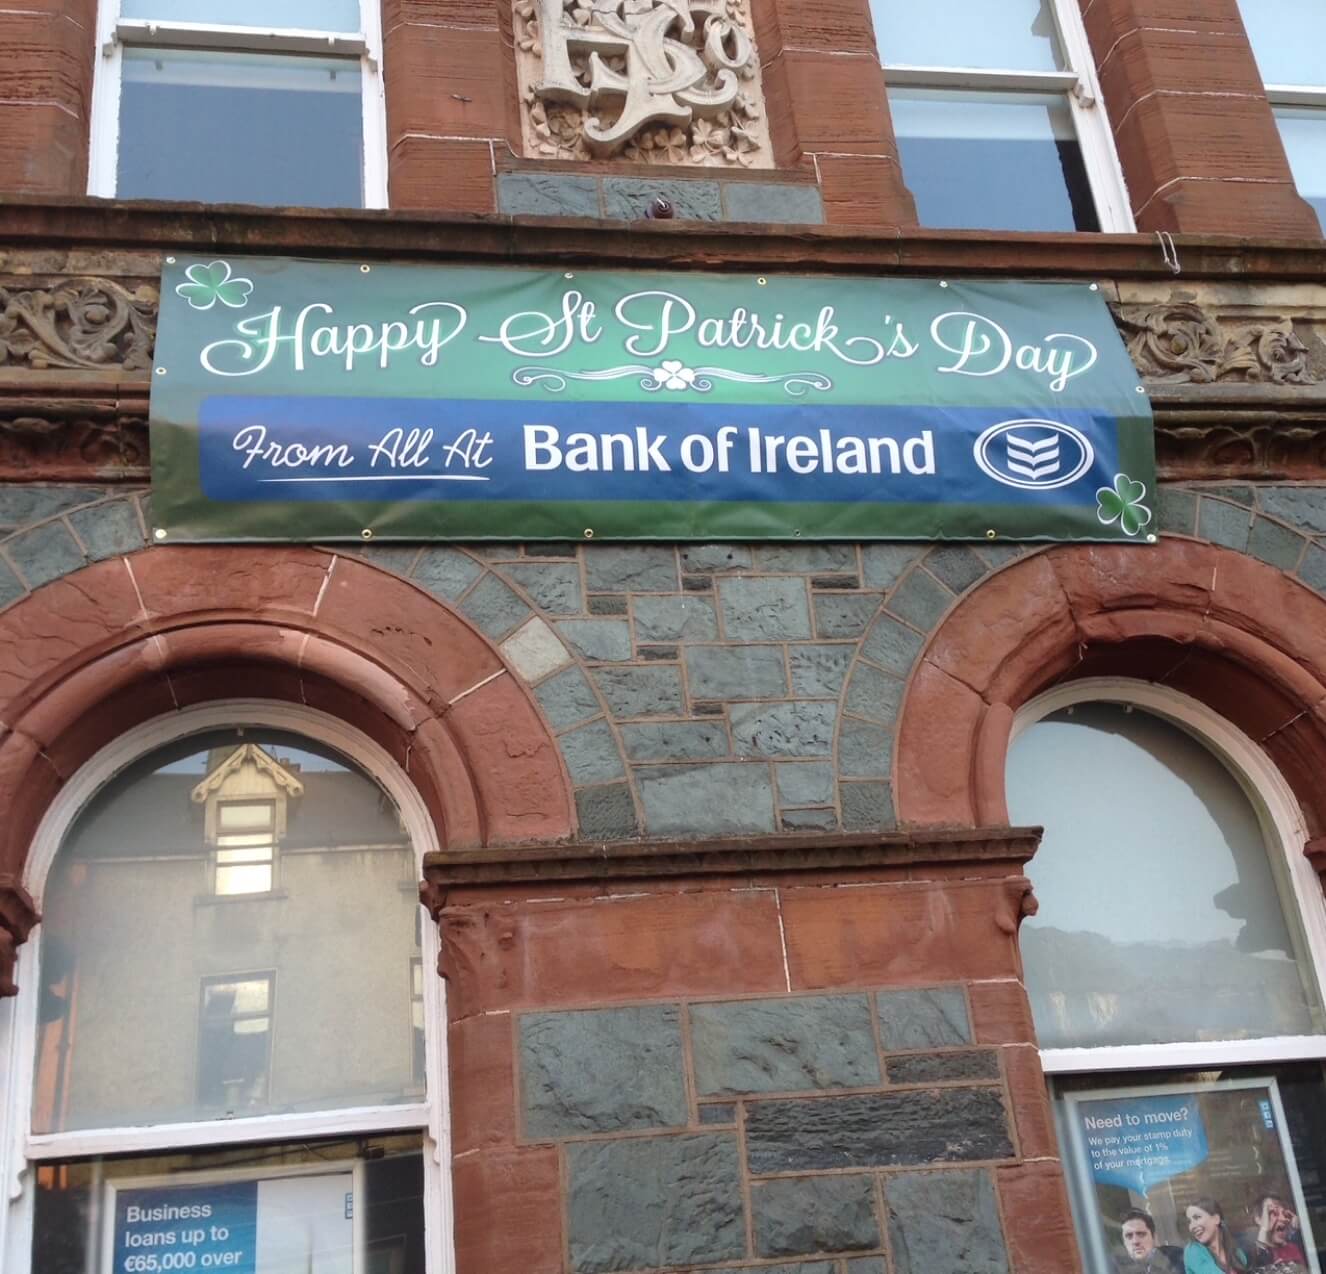 Happy St Patrick's Day
From All At Bank of Ireland
Business
loans up to
€65,000 over
Need to move?
We pay your stamp duty
to the value of 1%
of your mortgage.